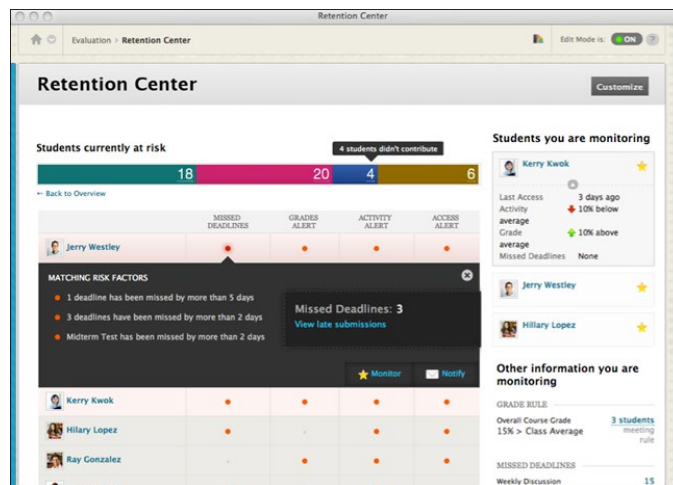 Retention Center
Evaluation > Retention Center
Edit Mode is: ON ?
Retention Center
Customize
Students currently at risk
4 students didn't contribute
18 20 4 6
← Back to Overview
MISSED DEADLINES
GRADES ALERT
ACTIVITY ALERT
ACCESS ALERT
Jerry Westley
MATCHING RISK FACTORS
1 deadline has been missed by more than 5 days
3 deadlines have been missed by more than 2 days
Midterm Test has been missed by more than 2 days
Missed Deadlines: 3
View late submissions
Monitor
Notify
Kerry Kwok
Hilary Lopez
Ray Gonzalez
Students you are monitoring
Kerry Kwok
Last Access 3 days ago
Activity 10% below
average
Grade 10% above
average
Missed Deadlines None
Jerry Westley
Hillary Lopez
Other information you are
monitoring
GRADE RULE
Overall Course Grade 3 students
15% > Class Average meeting
rule
MISSED DEADLINES
Weekly Discussion 15